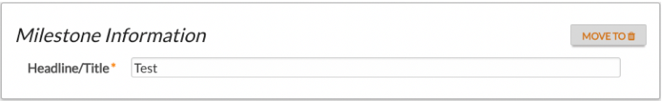 Milestone Information
MOVE TO
Headline/Title*
Test